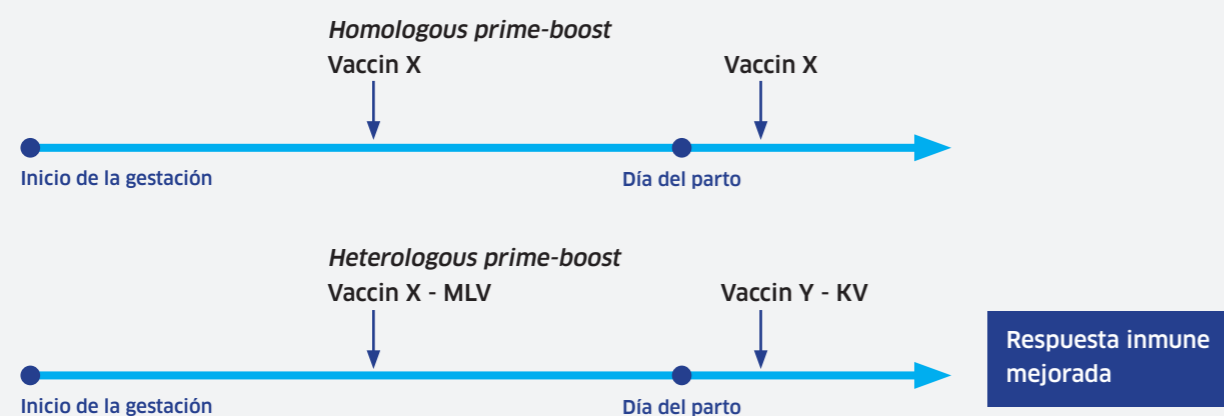 Homologous prime-boost
Vaccin X
Vaccin X
Inicio de la gestación
Día del parto
Heterologous prime-boost
Vaccin X - MLV
Vaccin Y - KV
Respuesta inmune
mejorada
Inicio de la gestación
Día del parto